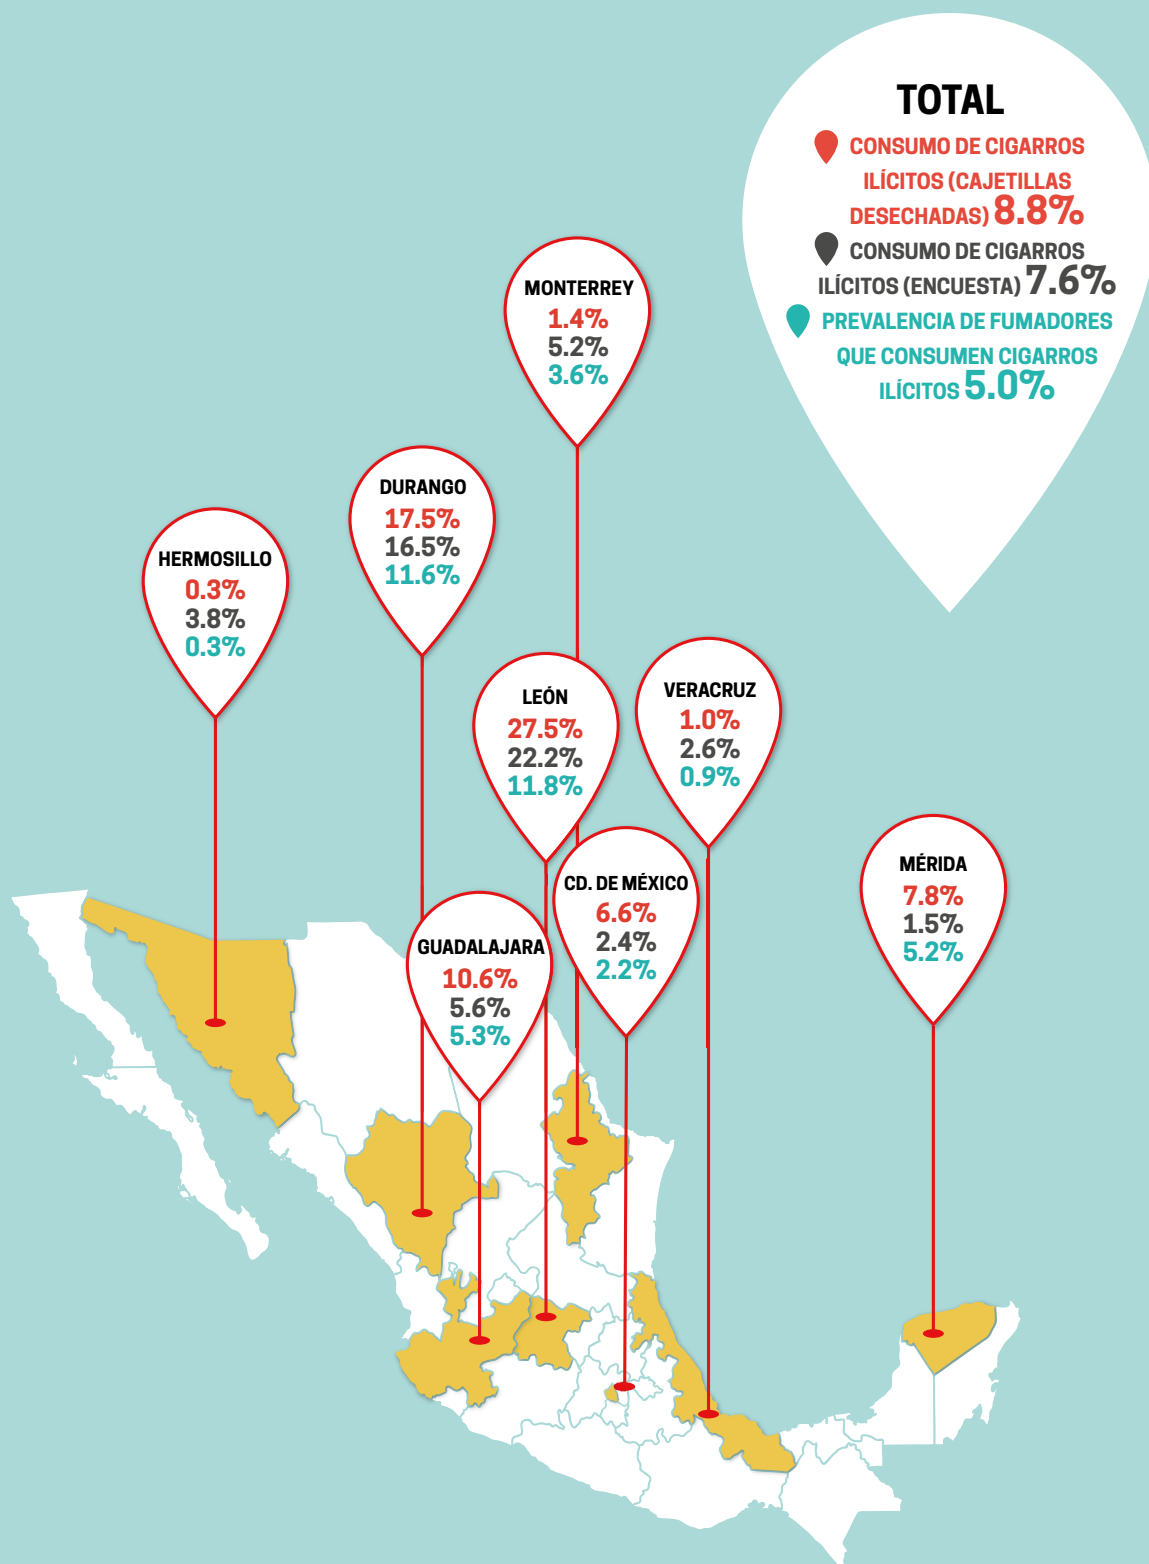 TOTAL
CONSUMO DE CIGARROS
ILÍCITOS (CAJETILLAS
DESECHADAS) 8.8%
CONSUMO DE CIGARROS
ILÍCITOS (ENCUESTA) 7.6%
PREVALENCIA DE FUMADORES
QUE CONSUMEN CIGARROS
ILÍCITOS 5.0%
MONTERREY
1.4%
5.2%
3.6%
DURANGO
17.5%
16.5%
11.6%
HERMOSILLO
0.3%
3.8%
0.3%
LEÓN
27.5%
22.2%
11.8%
VERACRUZ
1.0%
2.6%
0.9%
CD. DE MÉXICO
6.6%
2.4%
2.2%
MÉRIDA
7.8%
1.5%
5.2%
GUADALAJARA
10.6%
5.6%
5.3%